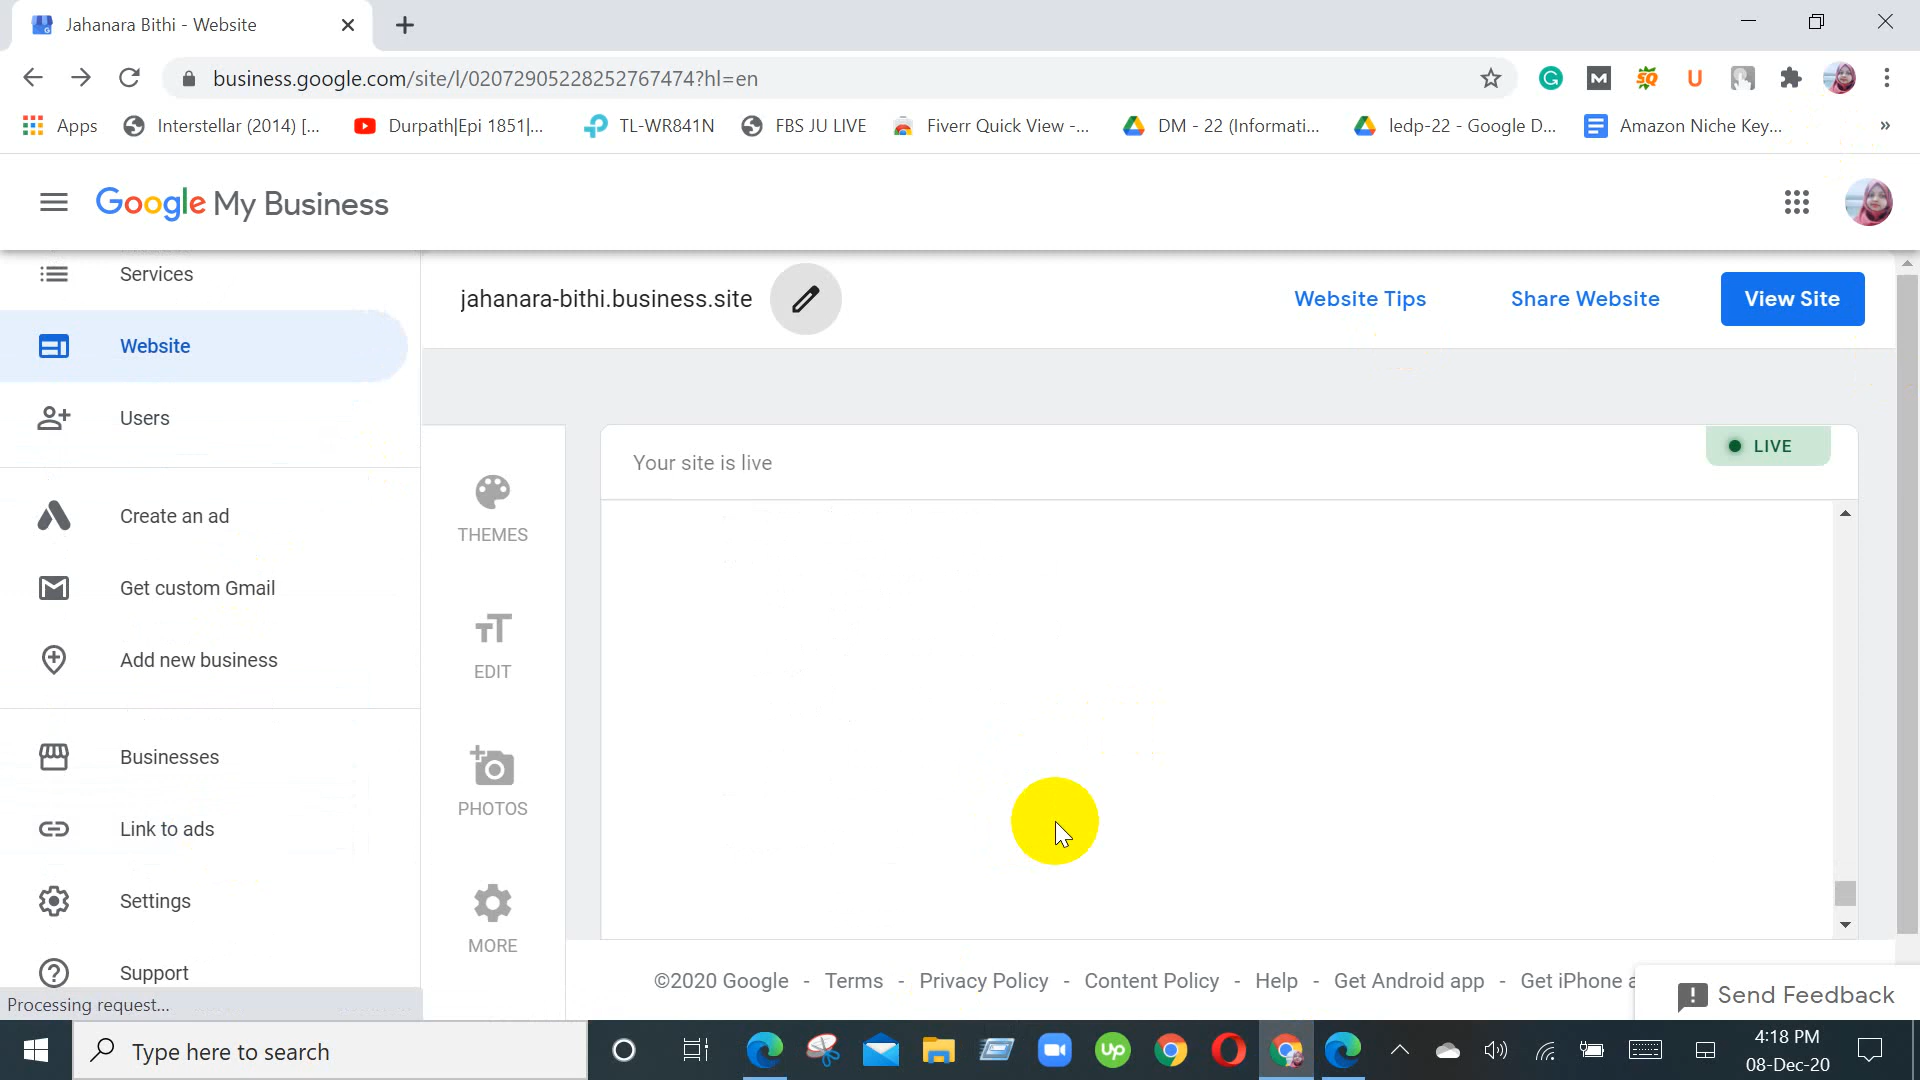 Jahanara Bithi - Website
business.google.com/site/l/02072905228252767474?hl=en
Apps
Interstellar (2014) [...
Durpath|Epi 1851|...
TL-WR841N
FBS JU LIVE
Fiverr Quick View -...
DM - 22 (Informati...
ledp-22 - Google D...
Amazon Niche Key...
»
Google My Business
Services
Website
Users
Create an ad
Get custom Gmail
Add new business
Businesses
Link to ads
Settings
Support
Processing request...
jahanara-bithi.business.site
Website Tips
Share Website
View Site
THEMES
EDIT
PHOTOS
MORE
Your site is live
LIVE
©2020 Google - Terms - Privacy Policy - Content Policy - Help - Get Android app - Get iPhone a
Send Feedback
Type here to search
4:18 PM
08-Dec-20